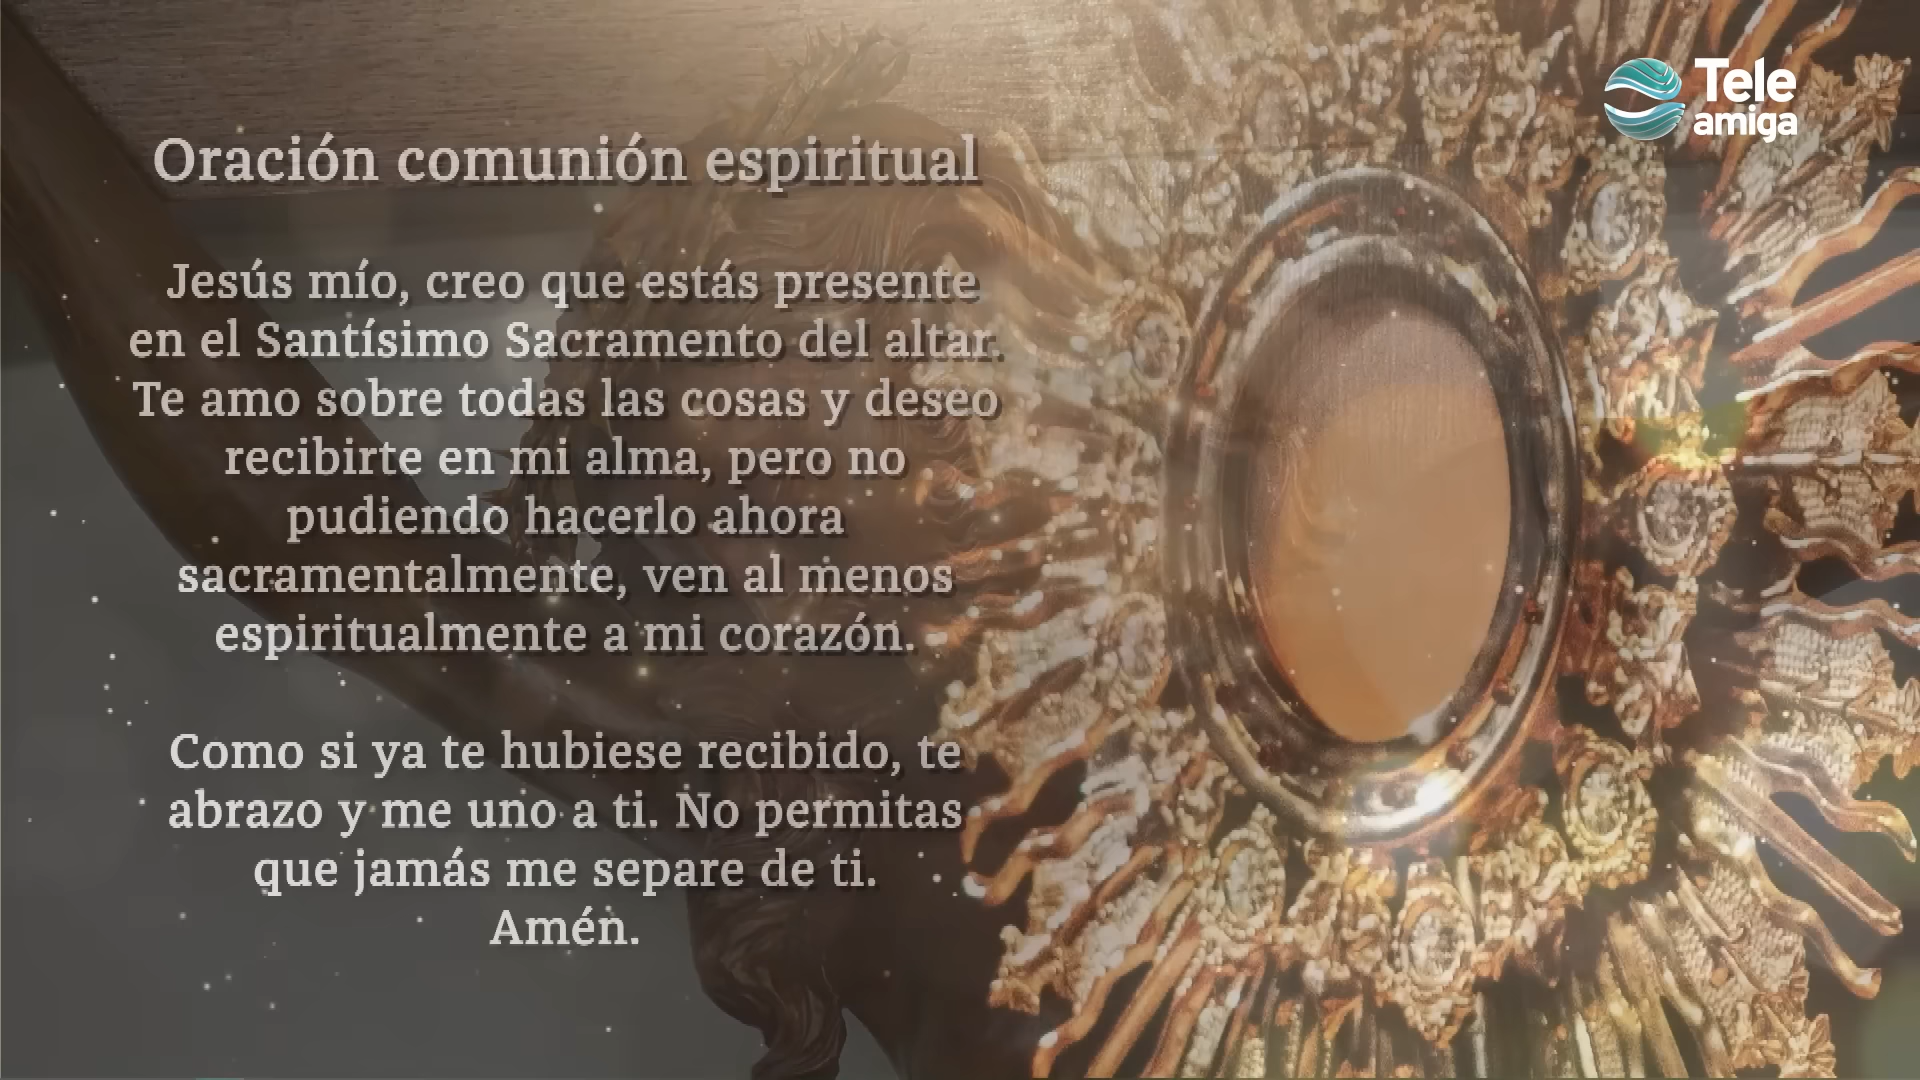 Tele
amiga
Oración comunión espiritual
Jesús mío, creo que estás presente
en el Santísimo Sacramento del altar.
Te amo sobre todas las cosas y deseo
recibirte en mi alma, pero no
pudiendo hacerlo ahora
sacramentalmente, ven al menos
espiritualmente a mi corazón.
Como si ya te hubiese recibido, te
abrazo y me uno a ti. No permitas
que jamás me separe de ti.
Amén.